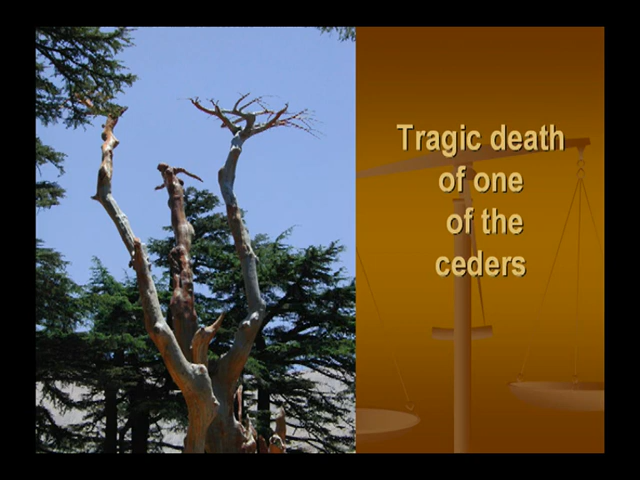 Tragic death
of one
of the
ceders